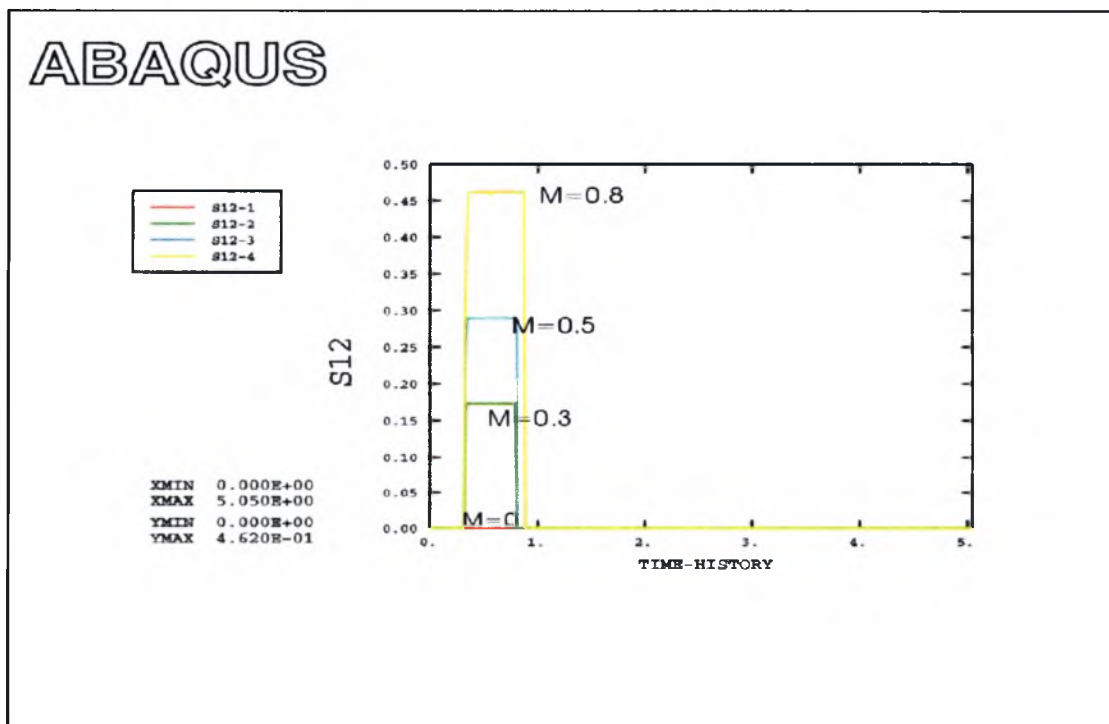 ABAQUS
0.50
0.45
0.40
0.35
0.30
0.25
0.20
0.15
0.10
0.05
0.00
S12
M=0.8
M=0.5
M=0.3
M=0
S12-1
S12-2
S12-3
S12-4
XMIN 0.000E+00
XMAX 5.050E+00
YMIN 0.000E+00
YMAX 4.620E-01
0. 1. 2. 3. 4. 5.
TIME-HISTORY